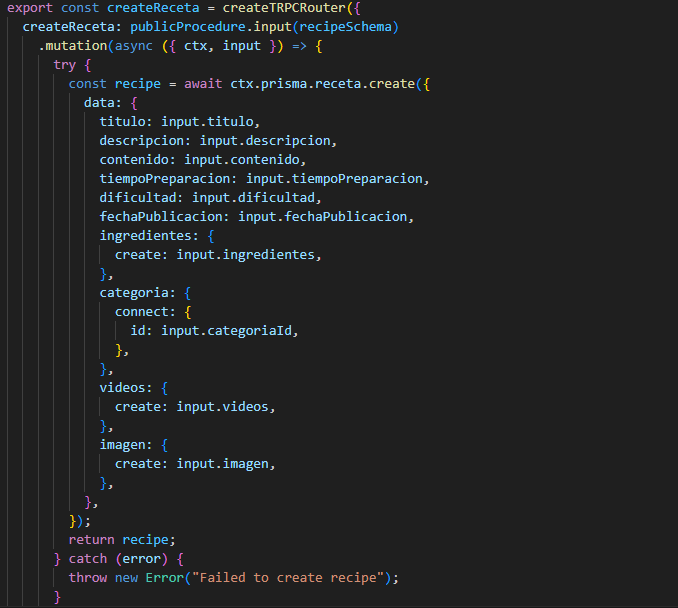 export const createReceta = createTRPCRouter({
  createReceta: publicProcedure.input(recipeSchema)
    .mutation(async ({ ctx, input }) => {
      try {
        const recipe = await ctx.prisma.receta.create({
          data: {
            titulo: input.titulo,
            descripcion: input.descripcion,
            contenido: input.contenido,
            tiempoPreparacion: input.tiempoPreparacion,
            dificultad: input.dificultad,
            fechaPublicacion: input.fechaPublicacion,
            ingredientes: {
              create: input.ingredientes,
            },
            categoria: {
              connect: {
                id: input.categoriaId,
              },
            },
            videos: {
              create: input.videos,
            },
            imagen: {
              create: input.imagen,
            },
          },
        });
        return recipe;
      } catch (error) {
        throw new Error("Failed to create recipe");
      }